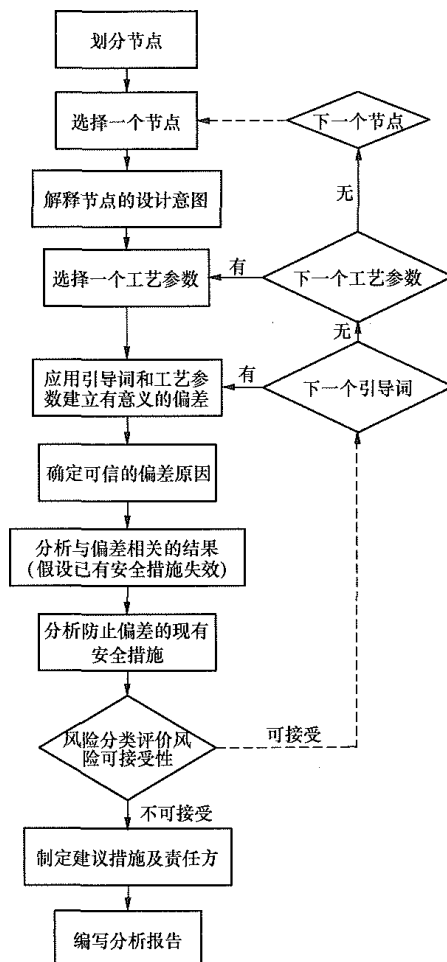 划分节点
选择一个节点
下一个节点
无
解释节点的设计意图
选择一个工艺参数
有
下一个工艺参数
无
应用引导词和工艺参
数建立有意义的偏差
有
下一个引导词
确定可信的偏差原因
分析与偏差相关的结果
(假设已有安全措施失效)
分析防止偏差的现有
安全措施
风险分类评价风
险可接受性
可接受
不可接受
制定建议措施及责任方
编写分析报告